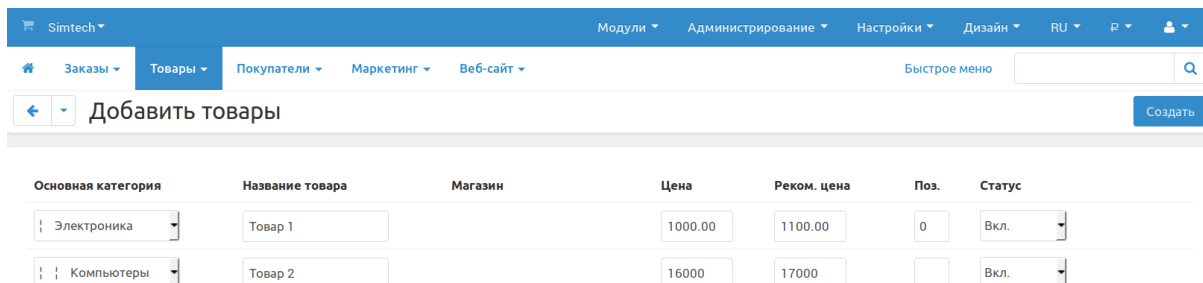 Simtech Модули Администрирование Настройки Дизайн RU ₽
Заказы Товары Покупатели Маркетинг Веб-сайт Быстрое меню
Добавить товары Создать
Основная категория Название товара Магазин Цена Реком. цена Поз. Статус
¦ Электроника Товар 1 1000.00 1100.00 0 Вкл.
¦ ¦ Компьютеры Товар 2 16000 17000 Вкл.